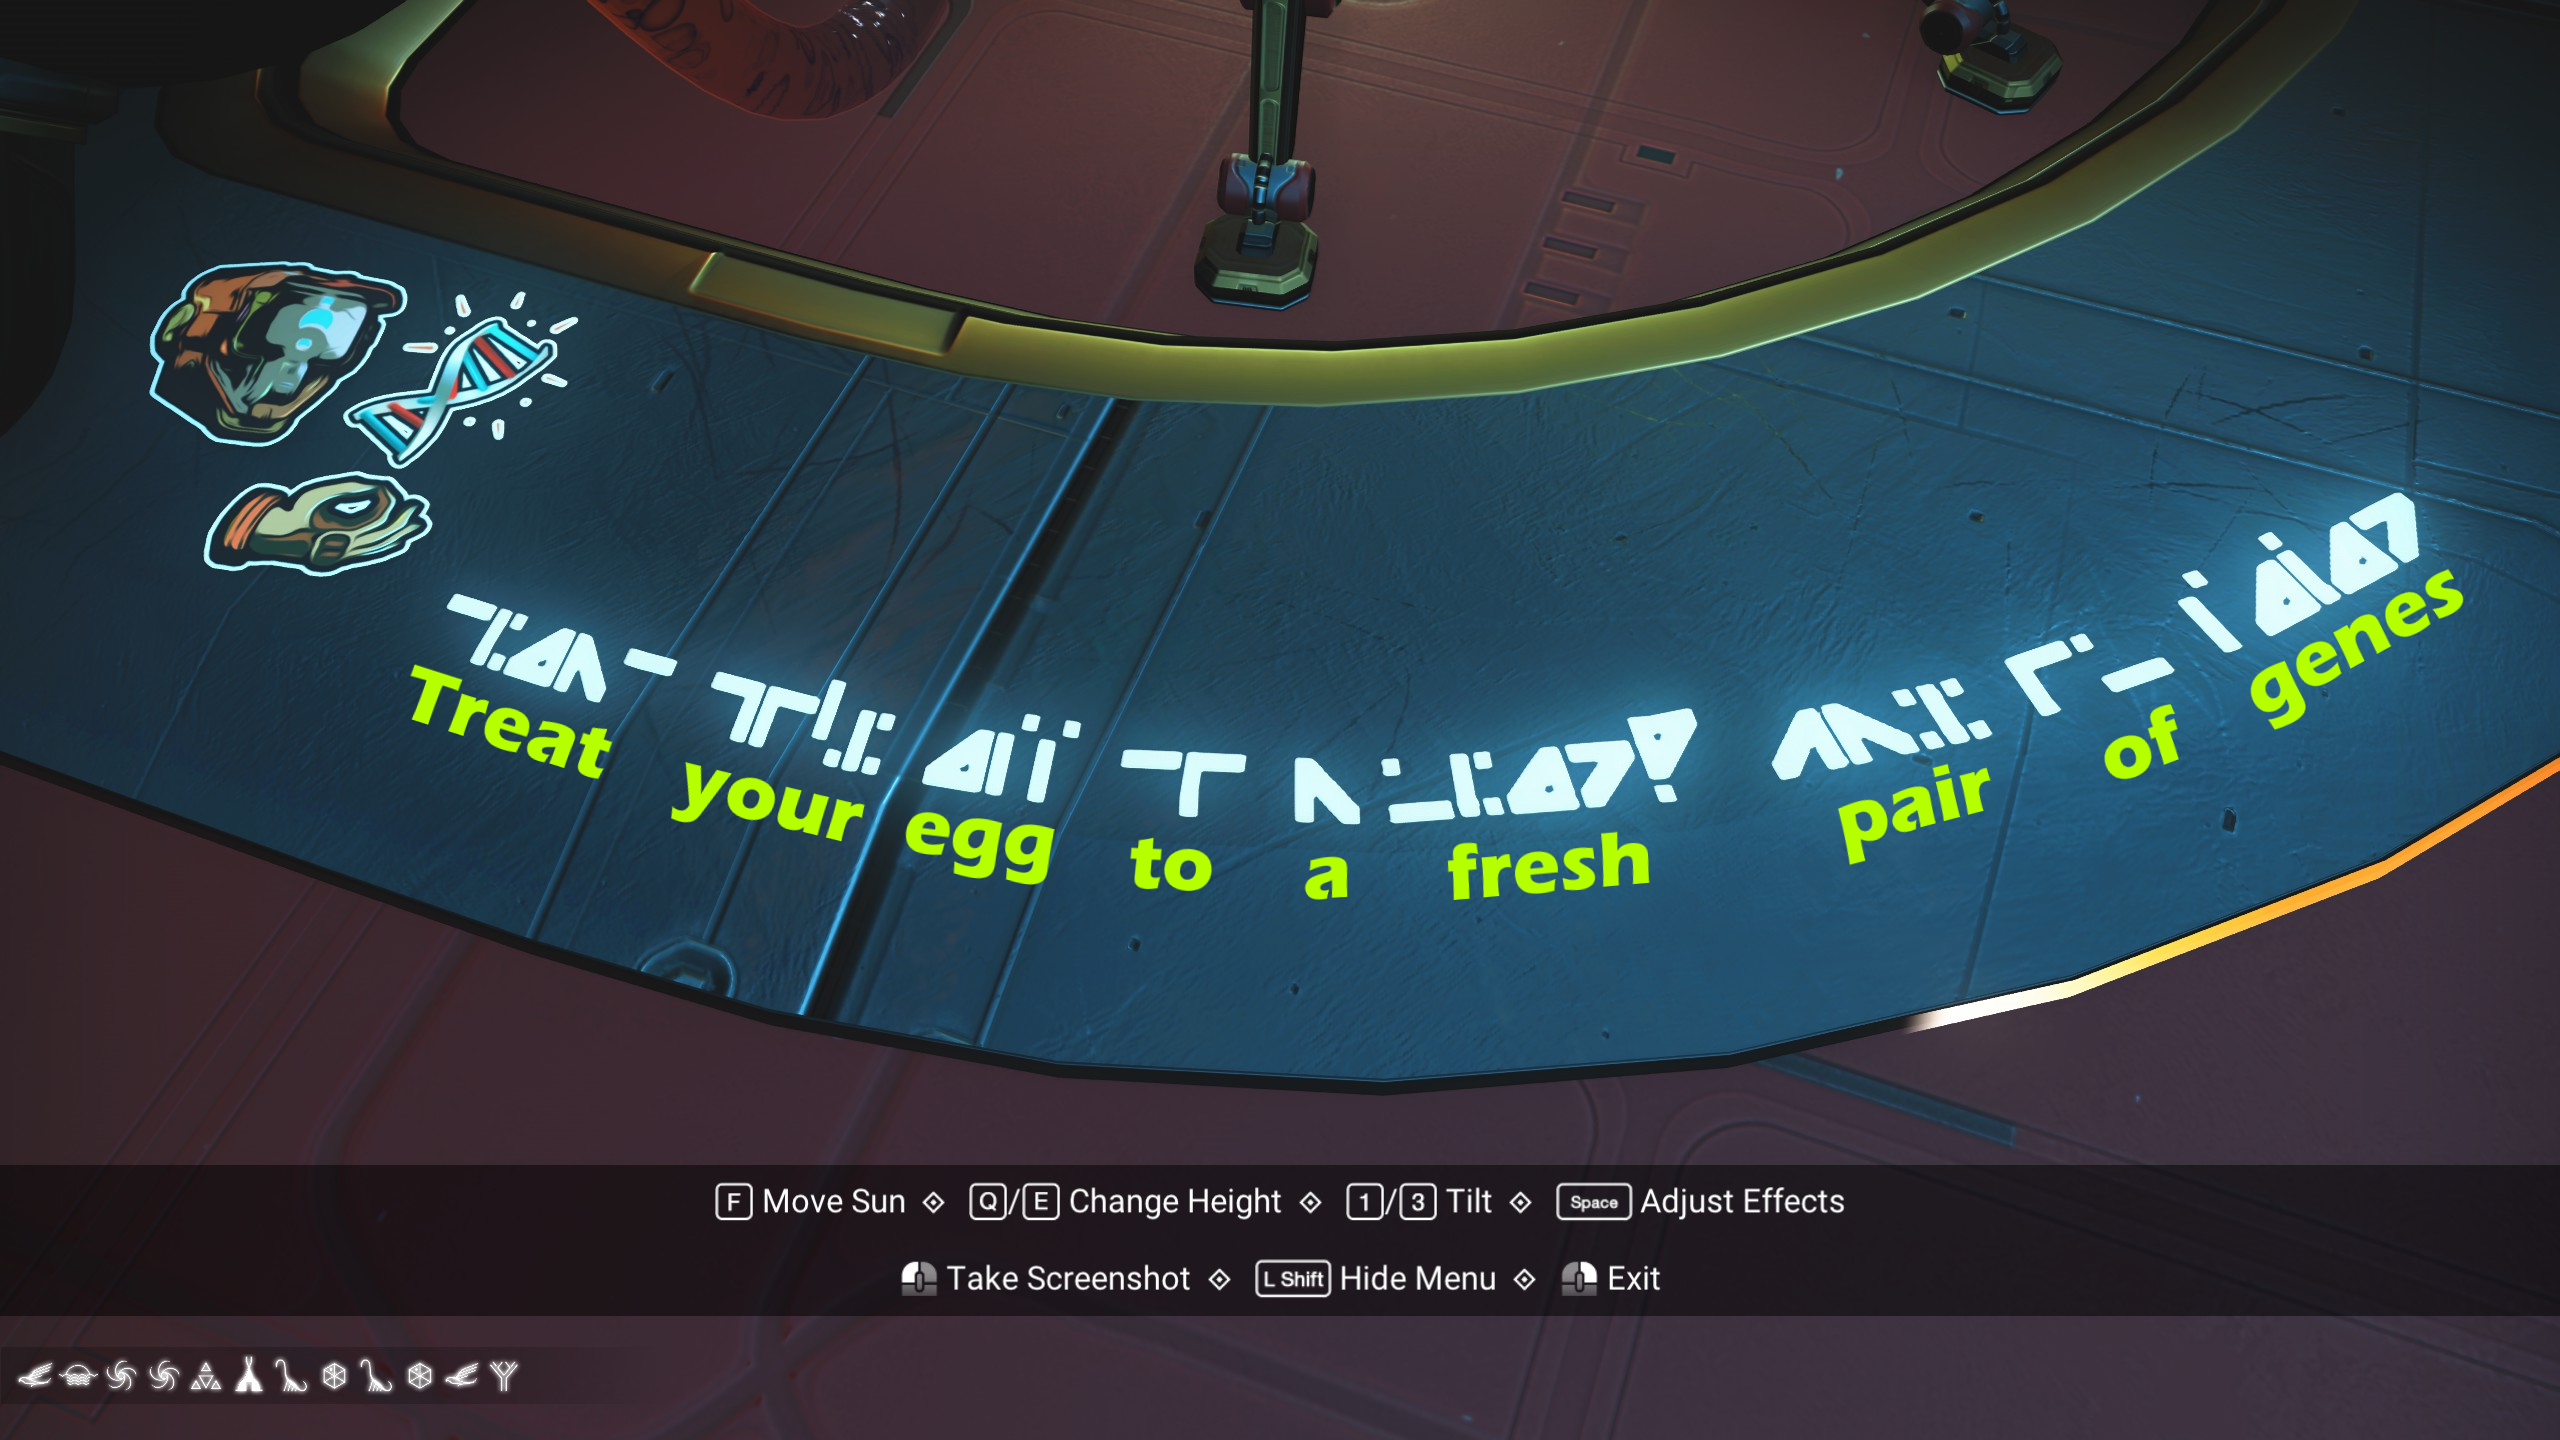 Treat your egg to a fresh pair of genes
F Move Sun Q/E Change Height 1/3 Tilt Space Adjust Effects
Take Screenshot L Shift Hide Menu Exit